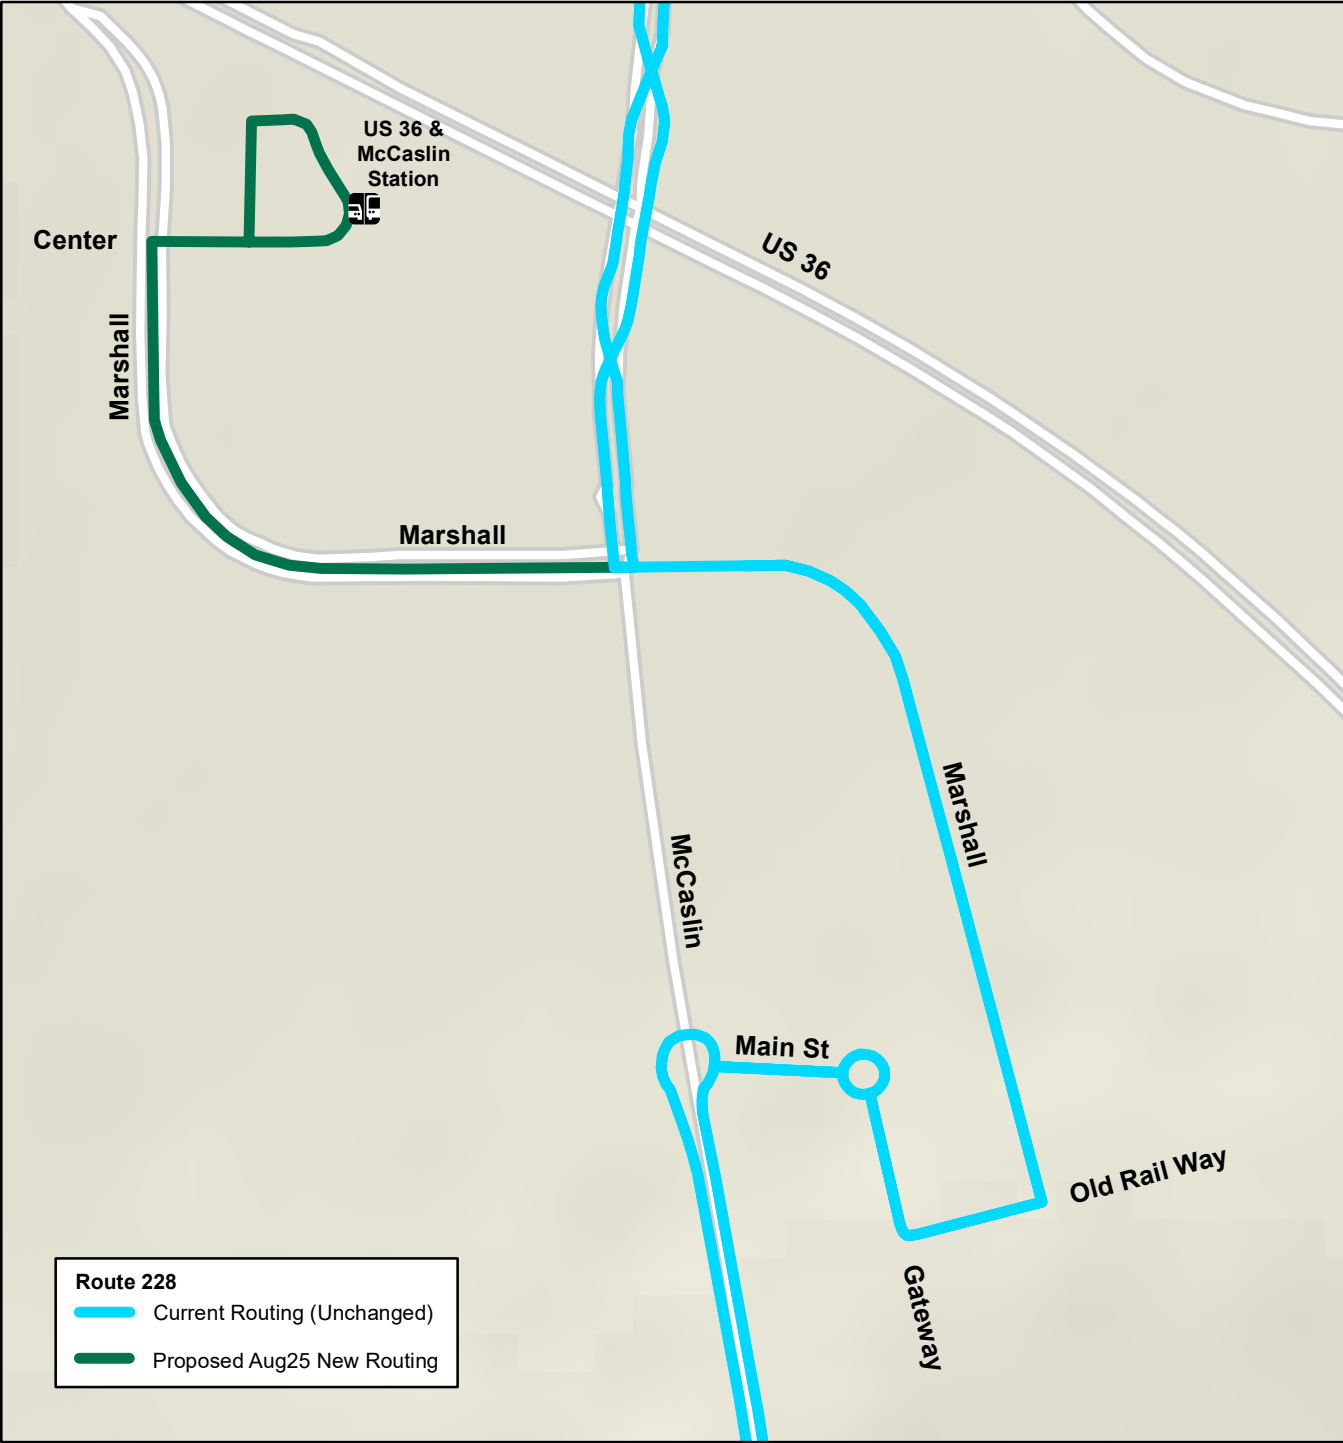 US 36 &
McCaslin
Station
Center
US 36
Marshall
Marshall
Marshall
McCaslin
Main St
Old Rail Way
Gateway
Route 228
Current Routing (Unchanged)
Proposed Aug25 New Routing